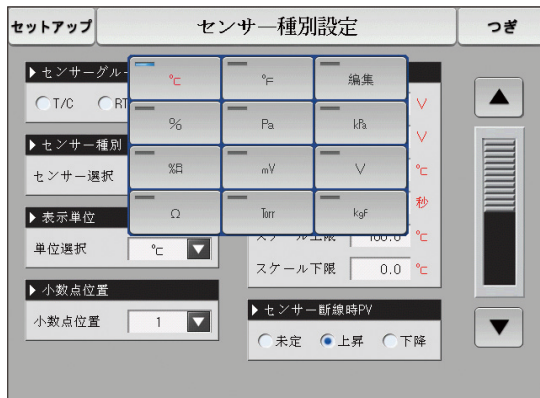 セットアップ
センサー種別設定
つぎ
▶ センサーグルー
T/C
RT
▶ センサー種別
センサー選択
▶ 表示単位
単位選択
℃
▶ 小数点位置
小数点位置
1
℃
℉
編集
%
Pa
kPa
%RH
mV
V
Ω
Torr
kgF
V
V
℃
秒
スケール上限 100.0 ℃
スケール下限 0.0 ℃
▶ センサー断線時PV
未定
上昇
下降